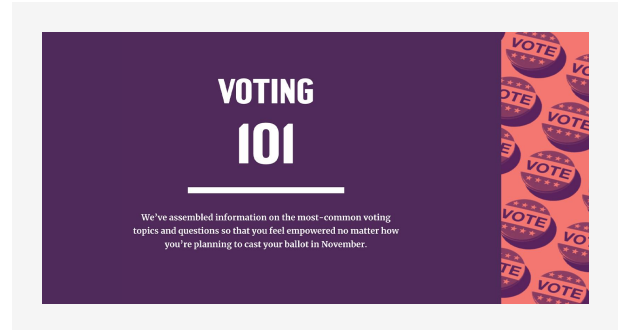 VOTING
101
We've assembled information on the most-common voting
topics and questions so that you feel empowered no matter how
you're planning to cast your ballot in November.
VOTE
VOTE
VOTE
VOTE
VOTE
VOTE